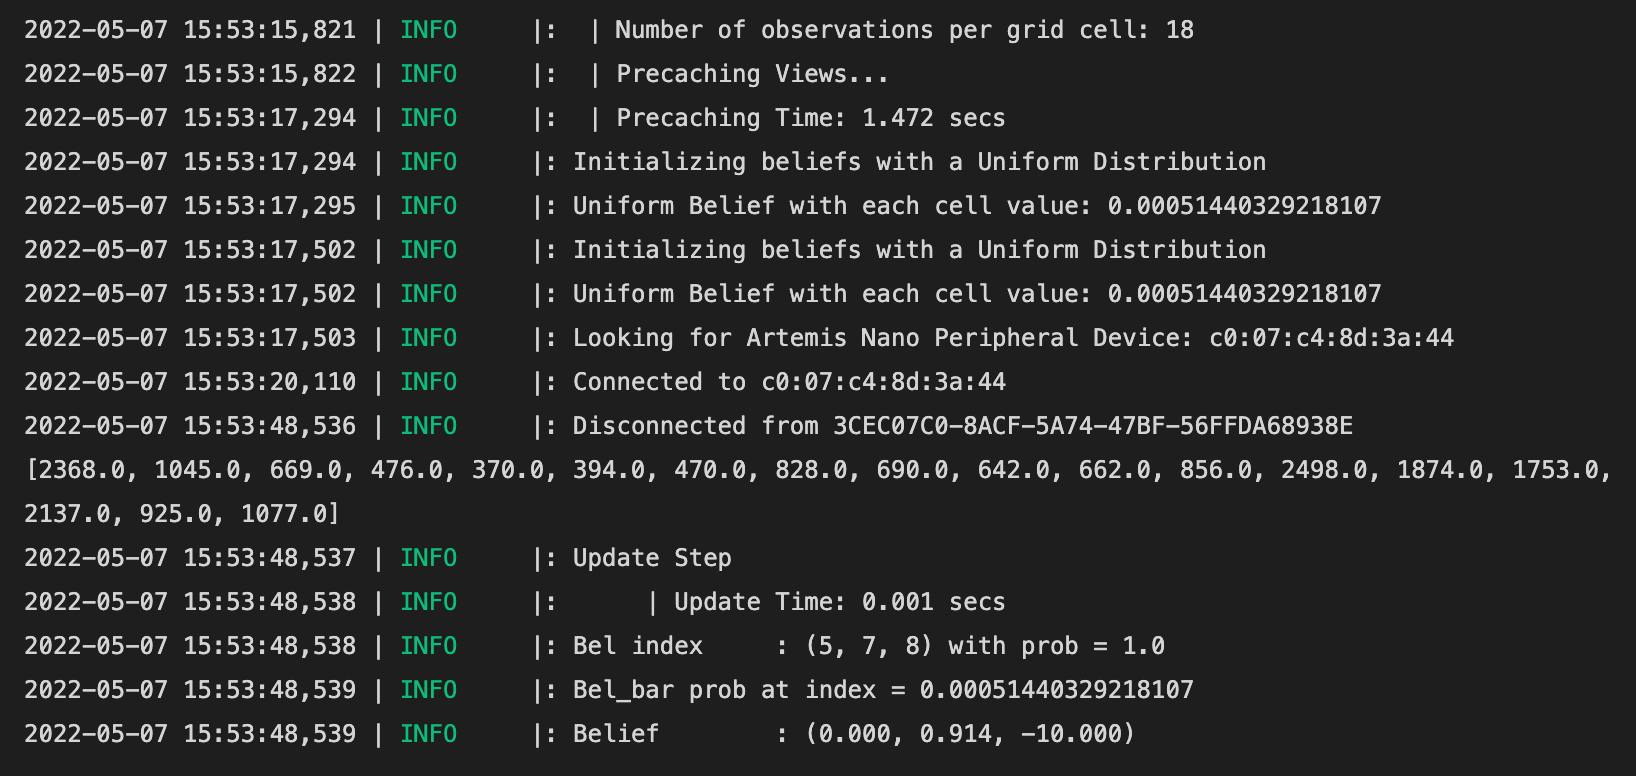 2022-05-07 15:53:15,821 | INFO     |:  | Number of observations per grid cell: 18
2022-05-07 15:53:15,822 | INFO     |:  | Precaching Views...
2022-05-07 15:53:17,294 | INFO     |:  | Precaching Time: 1.472 secs
2022-05-07 15:53:17,294 | INFO     |: Initializing beliefs with a Uniform Distribution
2022-05-07 15:53:17,295 | INFO     |: Uniform Belief with each cell value: 0.00051440329218107
2022-05-07 15:53:17,502 | INFO     |: Initializing beliefs with a Uniform Distribution
2022-05-07 15:53:17,502 | INFO     |: Uniform Belief with each cell value: 0.00051440329218107
2022-05-07 15:53:17,503 | INFO     |: Looking for Artemis Nano Peripheral Device: c0:07:c4:8d:3a:44
2022-05-07 15:53:20,110 | INFO     |: Connected to c0:07:c4:8d:3a:44
2022-05-07 15:53:48,536 | INFO     |: Disconnected from 3CEC07C0-8ACF-5A74-47BF-56FFDA68938E
[2368.0, 1045.0, 669.0, 476.0, 370.0, 394.0, 470.0, 828.0, 690.0, 642.0, 662.0, 856.0, 2498.0, 1874.0, 1753.0,
2137.0, 925.0, 1077.0]
2022-05-07 15:53:48,537 | INFO     |: Update Step
2022-05-07 15:53:48,538 | INFO     |:      | Update Time: 0.001 secs
2022-05-07 15:53:48,538 | INFO     |: Bel index     : (5, 7, 8) with prob = 1.0
2022-05-07 15:53:48,539 | INFO     |: Bel_bar prob at index = 0.00051440329218107
2022-05-07 15:53:48,539 | INFO     |: Belief        : (0.000, 0.914, -10.000)